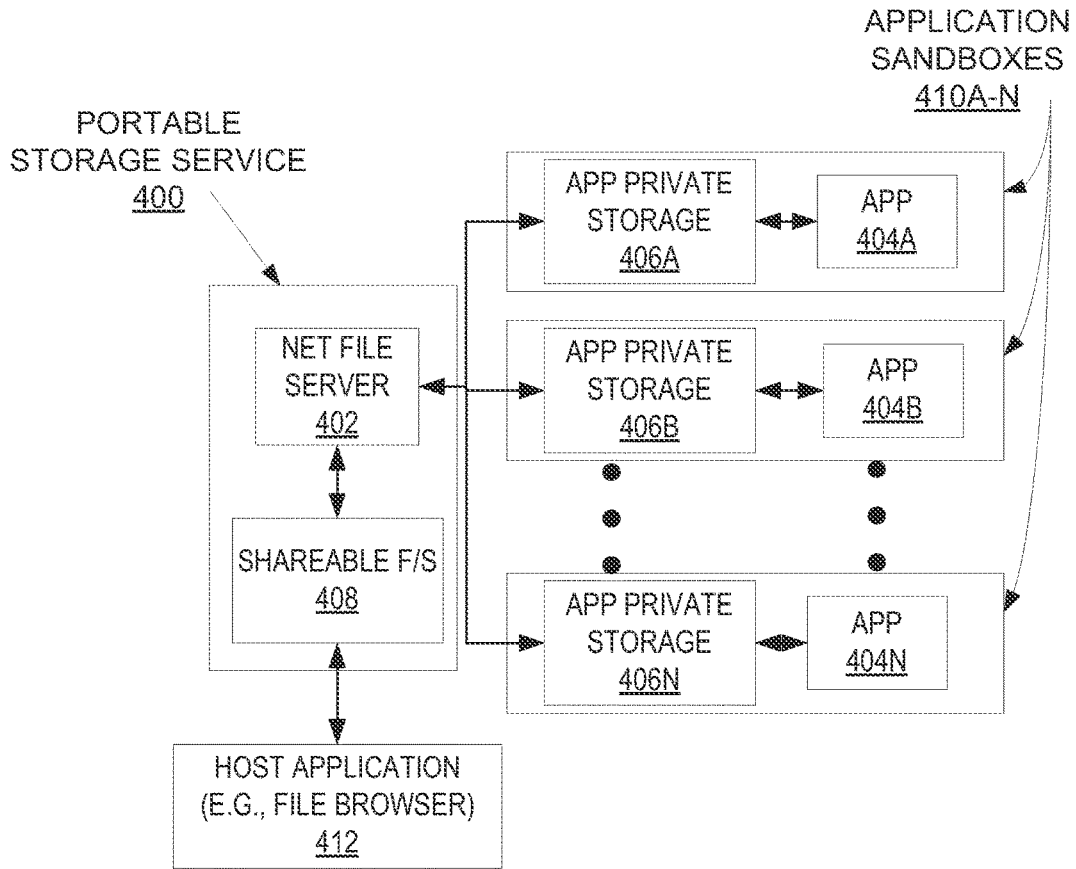 APPLICATION
SANDBOXES
410A-N
PORTABLE
STORAGE SERVICE
400
APP PRIVATE
STORAGE
406A
APP
404A
NET FILE
SERVER
402
APP PRIVATE
STORAGE
406B
APP
404B
SHAREABLE F/S
408
APP PRIVATE
STORAGE
406N
APP
404N
HOST APPLICATION
(E.G., FILE BROWSER)
412